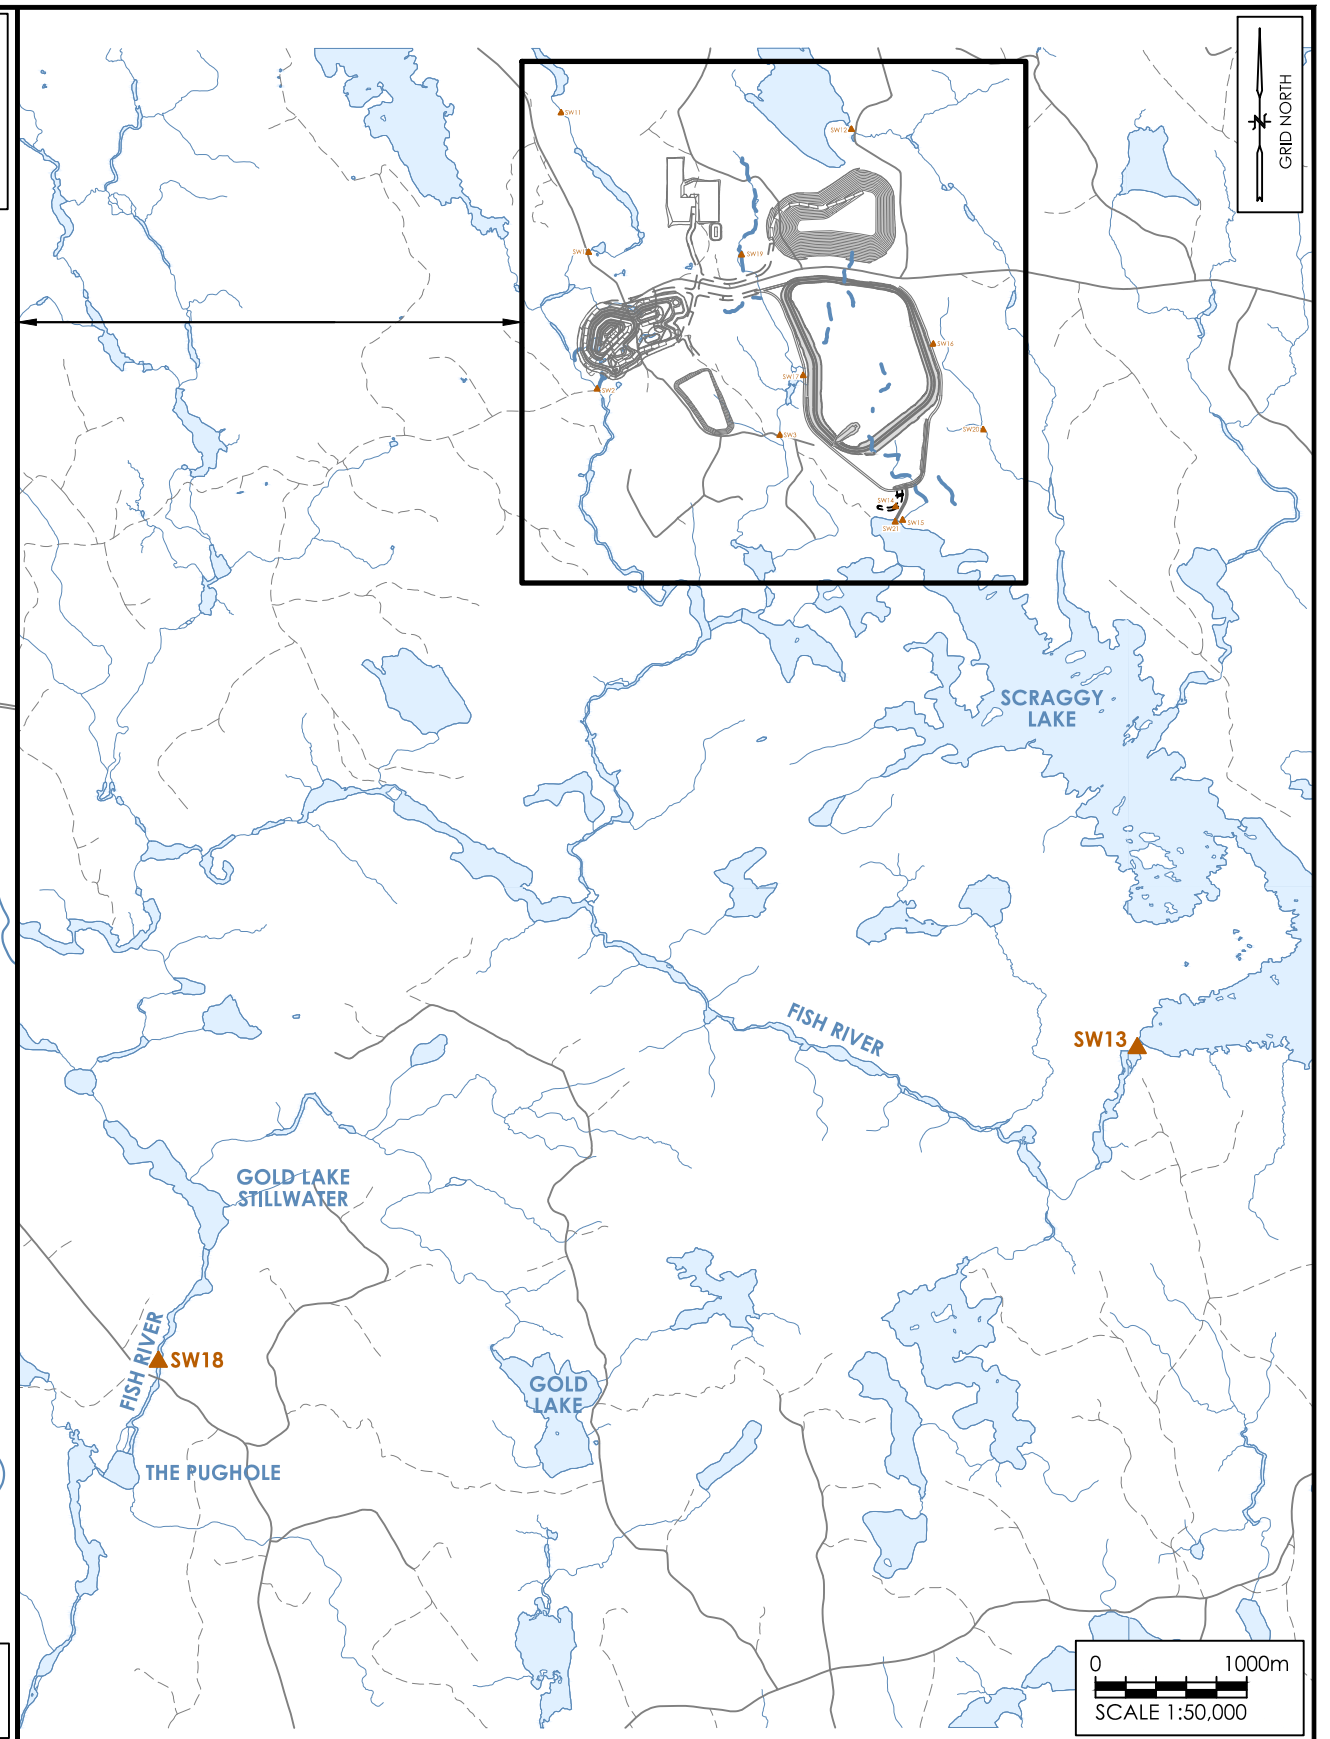 GRID NORTH
SW11
SW12
SW19
SW16
SW2
SW17
SW3
SW20
SW14
SW15
SW21
SCRAGGY
LAKE
FISH RIVER
SW13
GOLD LAKE
STILLWATER
FISH RIVER
SW18
GOLD
LAKE
THE PUGHOLE
0 1000m
SCALE 1:50,000